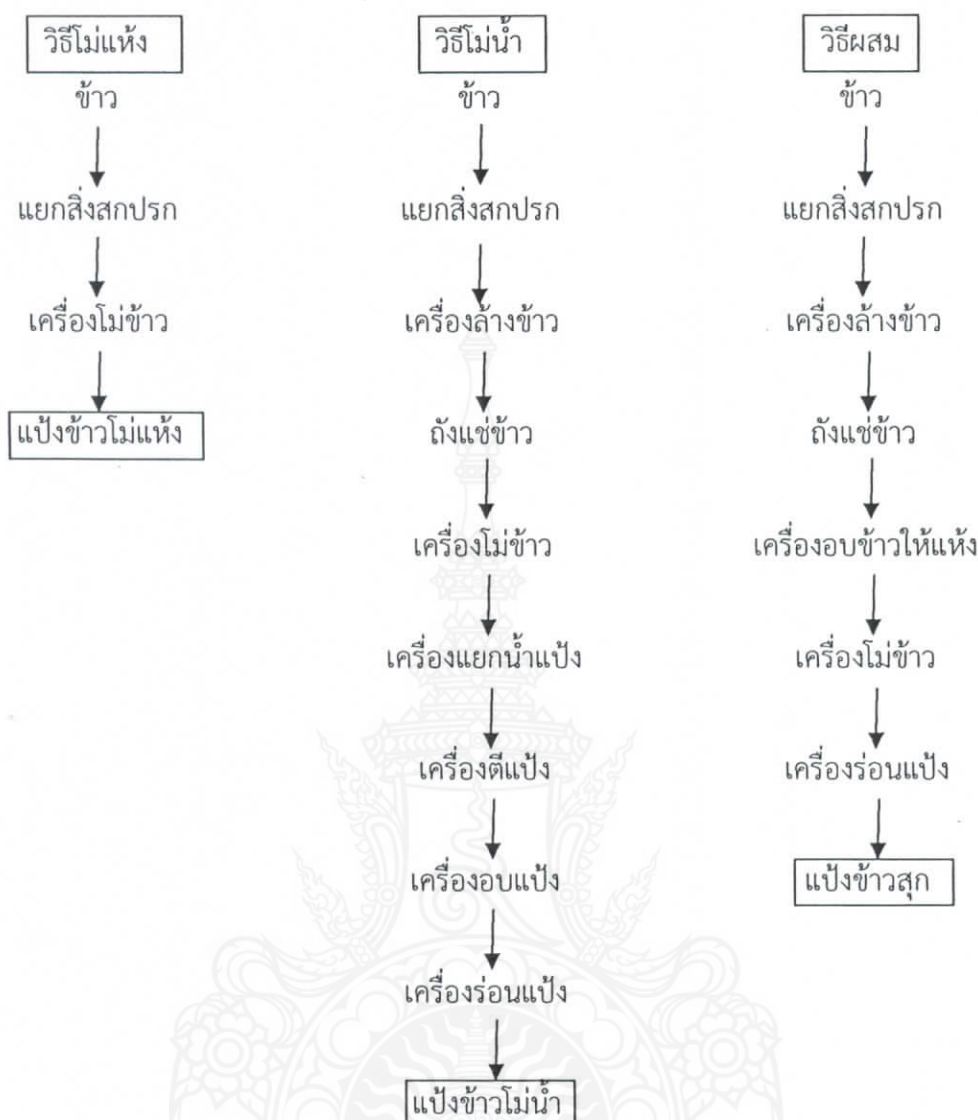 วิธีโม่แห้ง
ข้าว
แยกสิ่งสกปรก
เครื่องโม่ข้าว
แป้งข้าวโม่แห้ง
วิธีโม่น้ำ
ข้าว
แยกสิ่งสกปรก
เครื่องล้างข้าว
ถังแช่ข้าว
เครื่องโม่ข้าว
เครื่องแยกน้ำแป้ง
เครื่องตีแป้ง
เครื่องอบแป้ง
เครื่องร่อนแป้ง
แป้งข้าวโม่น้ำ
วิธีผสม
ข้าว
แยกสิ่งสกปรก
เครื่องล้างข้าว
ถังแช่ข้าว
เครื่องอบข้าวให้แห้ง
เครื่องโม่ข้าว
เครื่องร่อนแป้ง
แป้งข้าวสุก